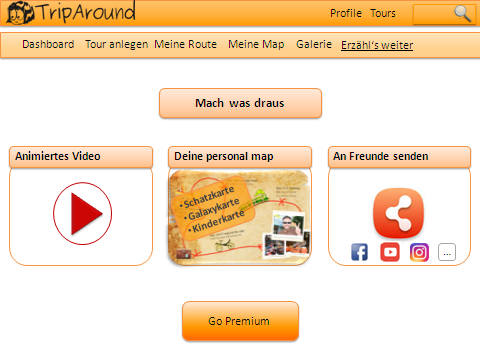 TripAround
Profile Tours
Dashboard Tour anlegen Meine Route Meine Map Galerie Erzähl's weiter
Mach was draus
Animiertes Video
Deine personal map
An Freunde senden
•Schatzkarte
•Galaxykarte
•Kinderkarte
...
Go Premium